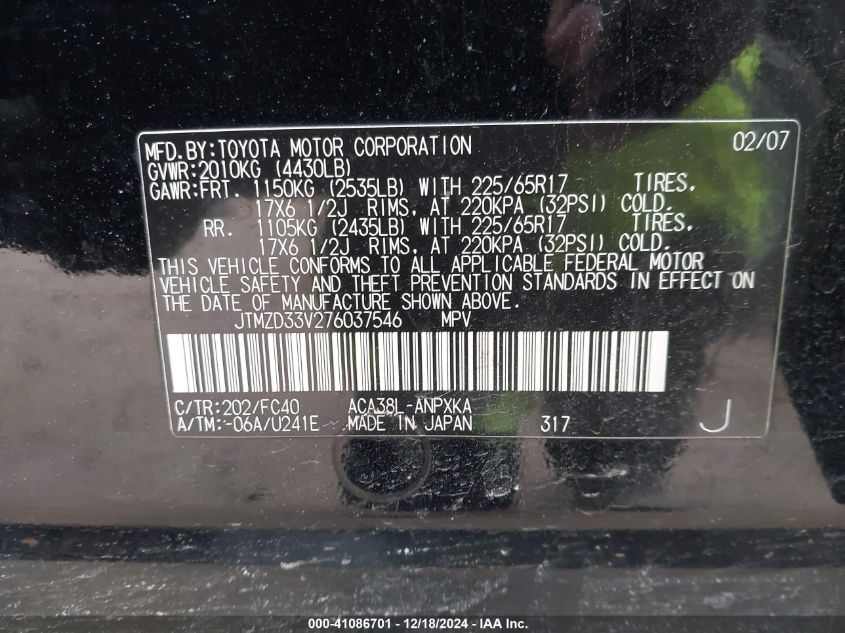 MFD.BY:TOYOTA MOTOR CORPORATION 02/07
GVWR:2010KG (4430LB)
GAWR:FRT. 1150KG (2535LB) WITH 225/65R17 TIRES,
17X6 1/2J RIMS, AT 220KPA (32PSI) COLD.
RR. 1105KG (2435LB) WITH 225/65R17 TIRES,
17X6 1/2J RIMS, AT 220KPA (32PSI) COLD.
THIS VEHICLE CONFORMS TO ALL APPLICABLE FEDERAL MOTOR
VEHICLE SAFETY AND THEFT PREVENTION STANDARDS IN EFFECT ON
THE DATE OF MANUFACTURE SHOWN ABOVE.
JTMZD33V276037546 MPV
C/TR:202/FC40 ACA38L-ANPXKA
A/TM:-06A/U241E MADE IN JAPAN 317 J
000-41086701 - 12/18/2024 - IAA Inc.